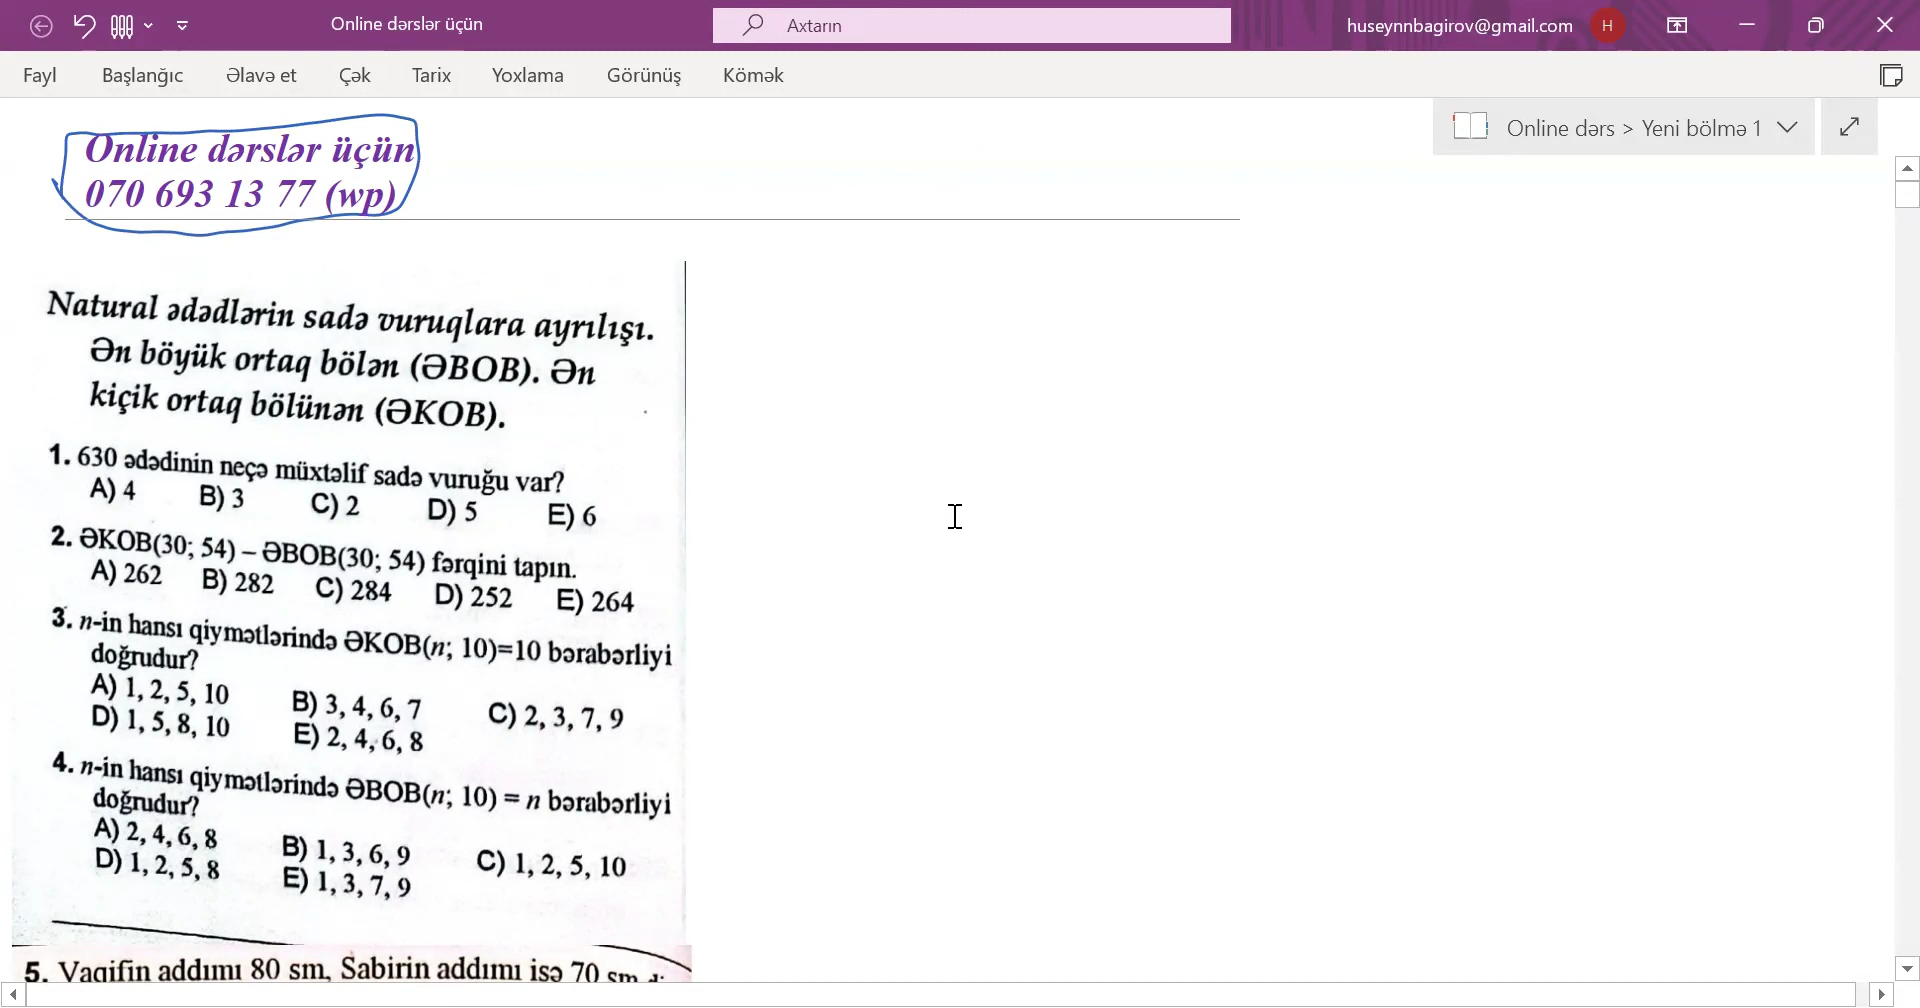 Online dərslər üçün
Axtarın
huseynnbagirov@gmail.com
H
Fayl Başlanğıc Əlavə et Çək Tarix Yoxlama Görünüş Kömək
Online dərs > Yeni bölmə 1
Online dərslər üçün
070 693 13 77 (wp)
Natural ədədlərin sadə vuruqlara ayrılışı.
Ən böyük ortaq bölən (ƏBOB). Ən
kiçik ortaq bölünən (ƏKOB).
1. 630 ədədinin neçə müxtəlif sadə vuruğu var?
A) 4 B) 3 C) 2 D) 5 E) 6
2. ƏKOB(30; 54) – ƏBOB(30; 54) fərqini tapın.
A) 262 B) 282 C) 284 D) 252 E) 264
3. n-in hansı qiymətlərində ƏKOB(n; 10)=10 bərabərliyi
doğrudur?
A) 1, 2, 5, 10 B) 3, 4, 6, 7 C) 2, 3, 7, 9
D) 1, 5, 8, 10 E) 2, 4, 6, 8
4. n-in hansı qiymətlərində ƏBOB(n; 10) = n bərabərliyi
doğrudur?
A) 2, 4, 6, 8 B) 1, 3, 6, 9 C) 1, 2, 5, 10
D) 1, 2, 5, 8 E) 1, 3, 7, 9
5. Vaqifin addımı 80 sm, Sabirin addımı isə 70 sm